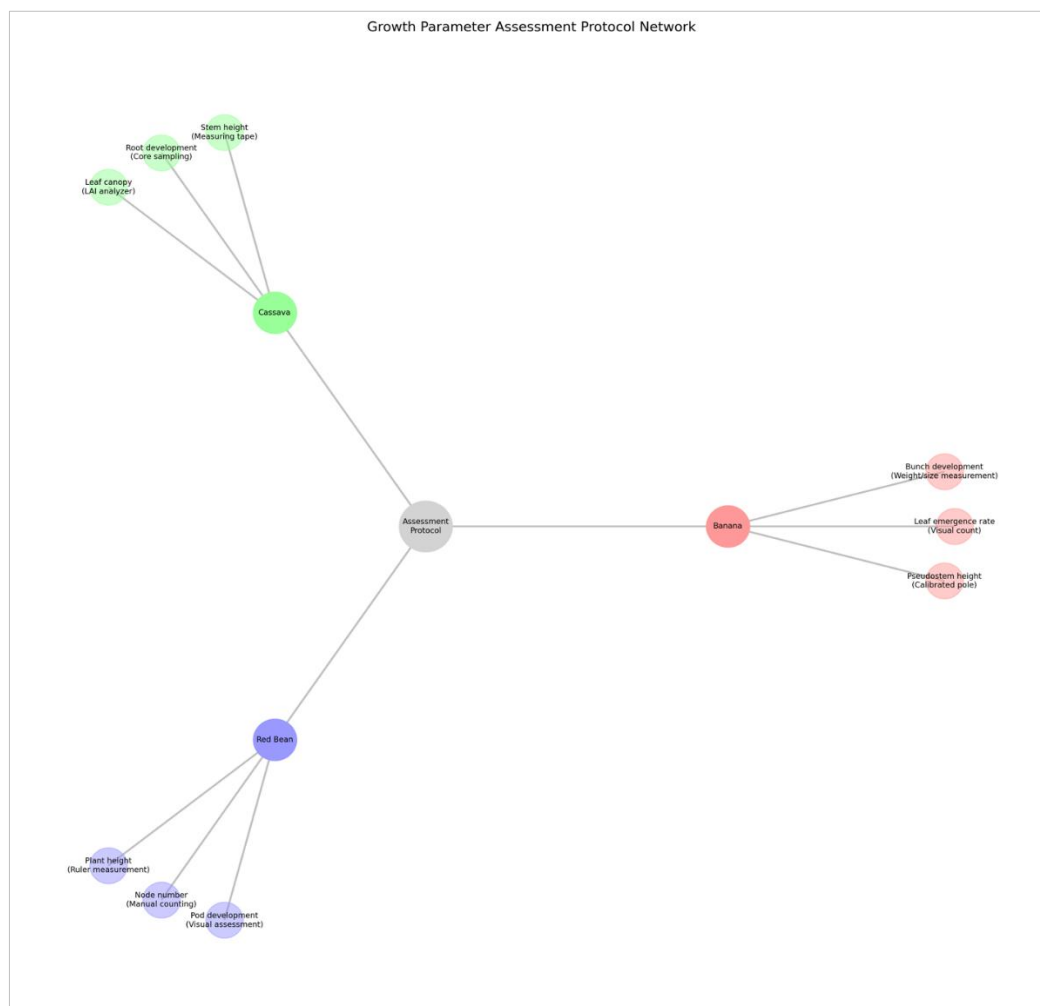 Growth Parameter Assessment Protocol Network
Stem height
(Measuring tape)
Root development
(Core sampling)
Leaf canopy
(LAI analyzer)
Cassava
Bunch development
(Weight/size measurement)
Assessment
Protocol
Banana
Leaf emergence rate
(Visual count)
Pseudostem height
(Calibrated pole)
Red Bean
Plant height
(Ruler measurement)
Node number
(Manual counting)
Pod development
(Visual assessment)